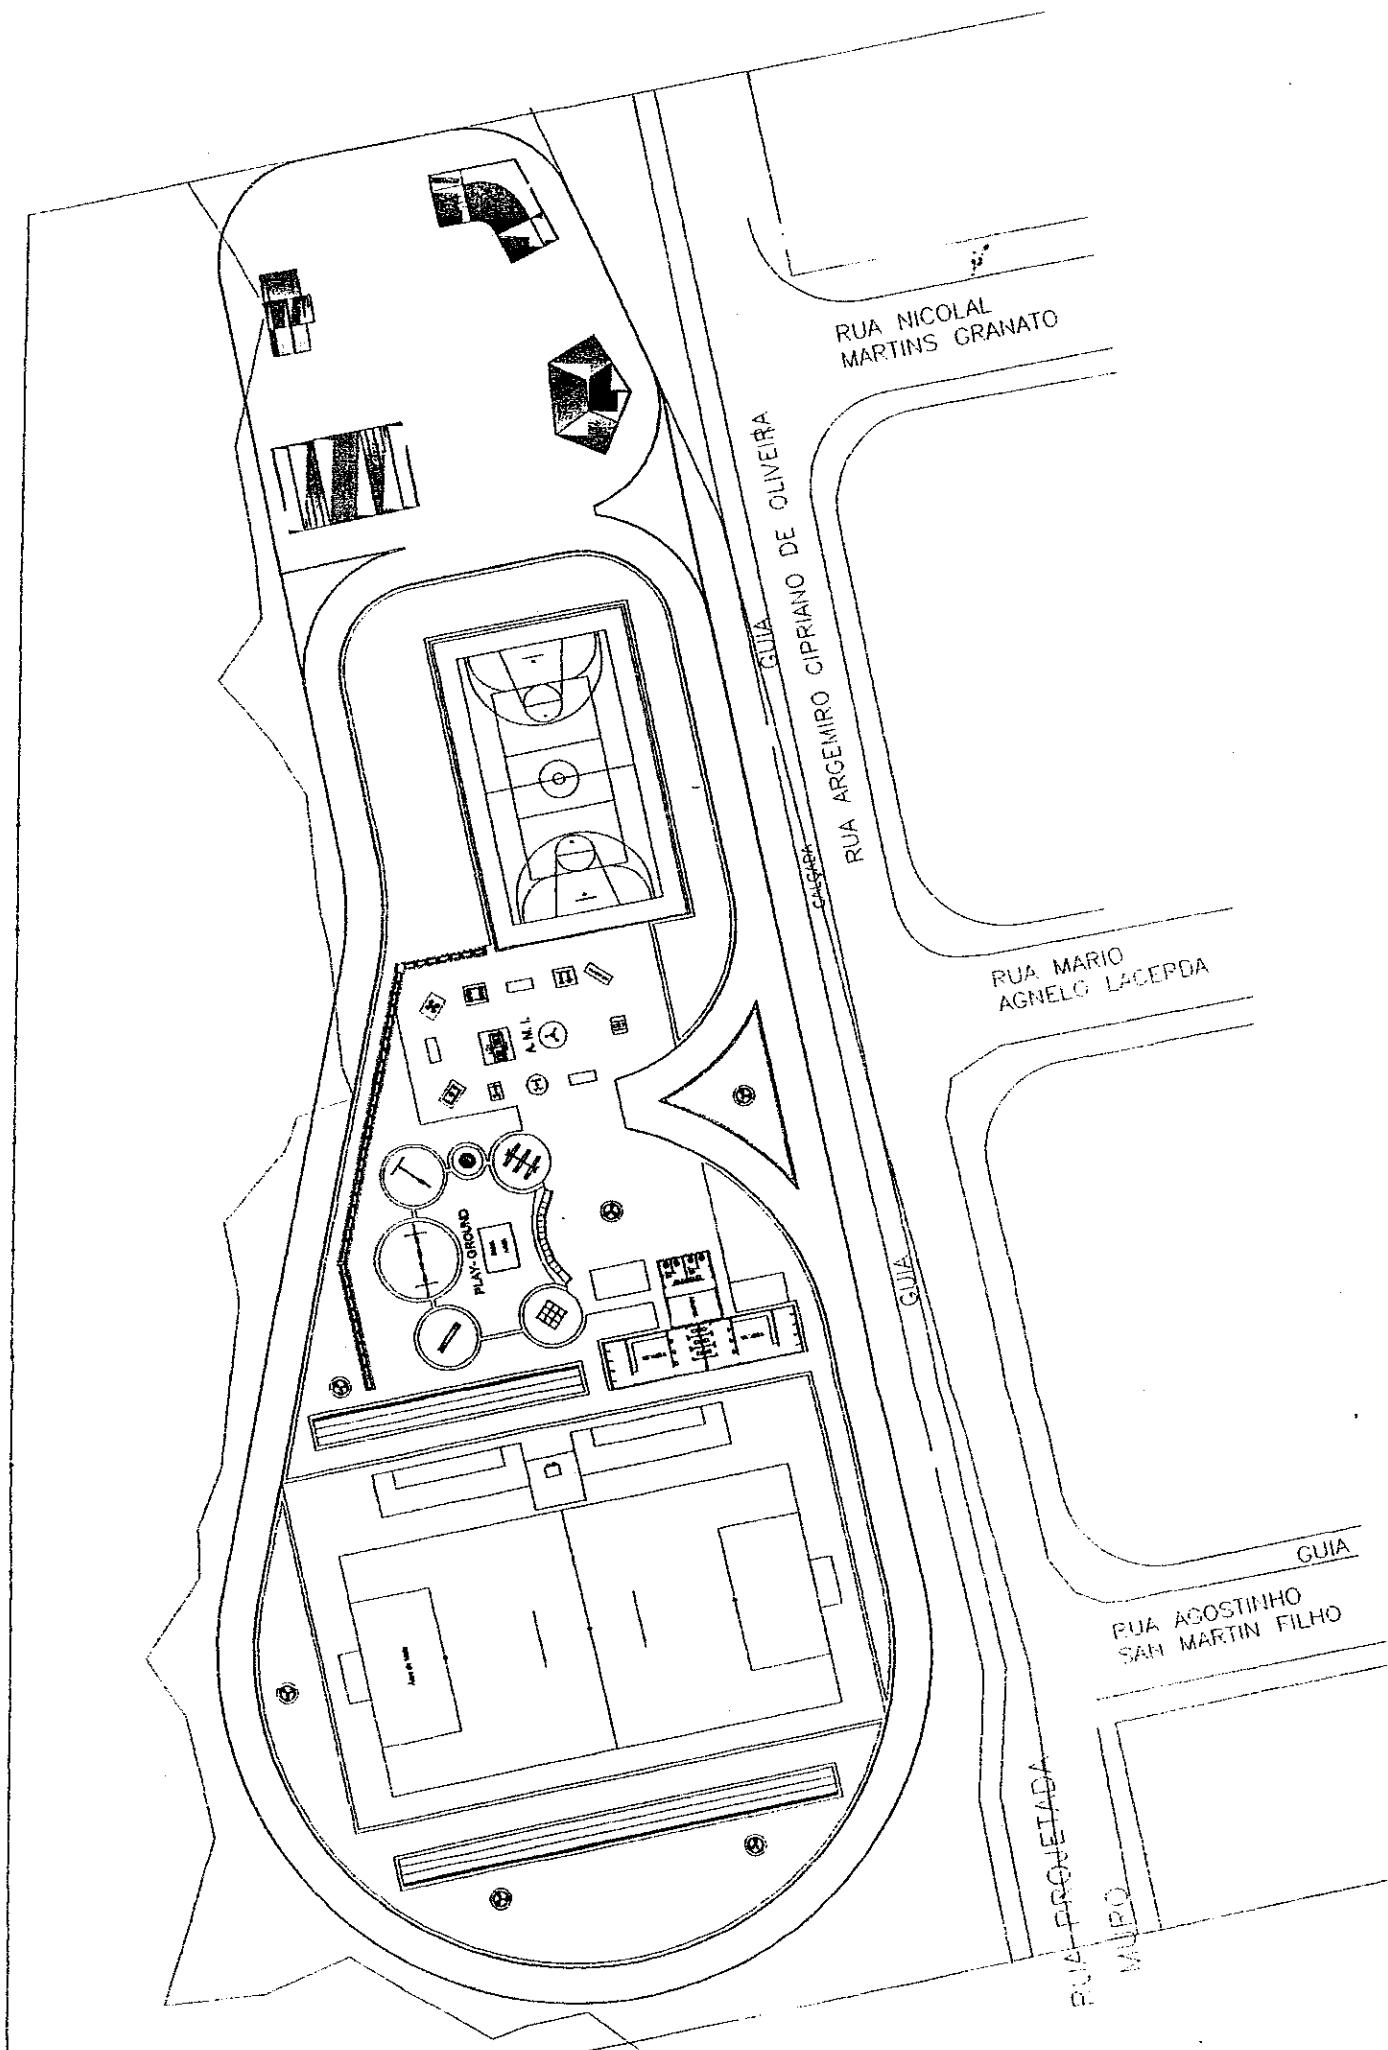 RUA NICOLAL
MARTINS GRANATO
RUA ARGEMIRO CIPRIANO DE OLIVEIRA
GUIA
CALÇADA
RUA MARIO
AGNELO LACERDA
A. M. I.
PLAY-GROUND
GUIA
GUIA
RUA AGOSTINHO
SAN MARTIN FILHO
RUA PROJETADA
MURO